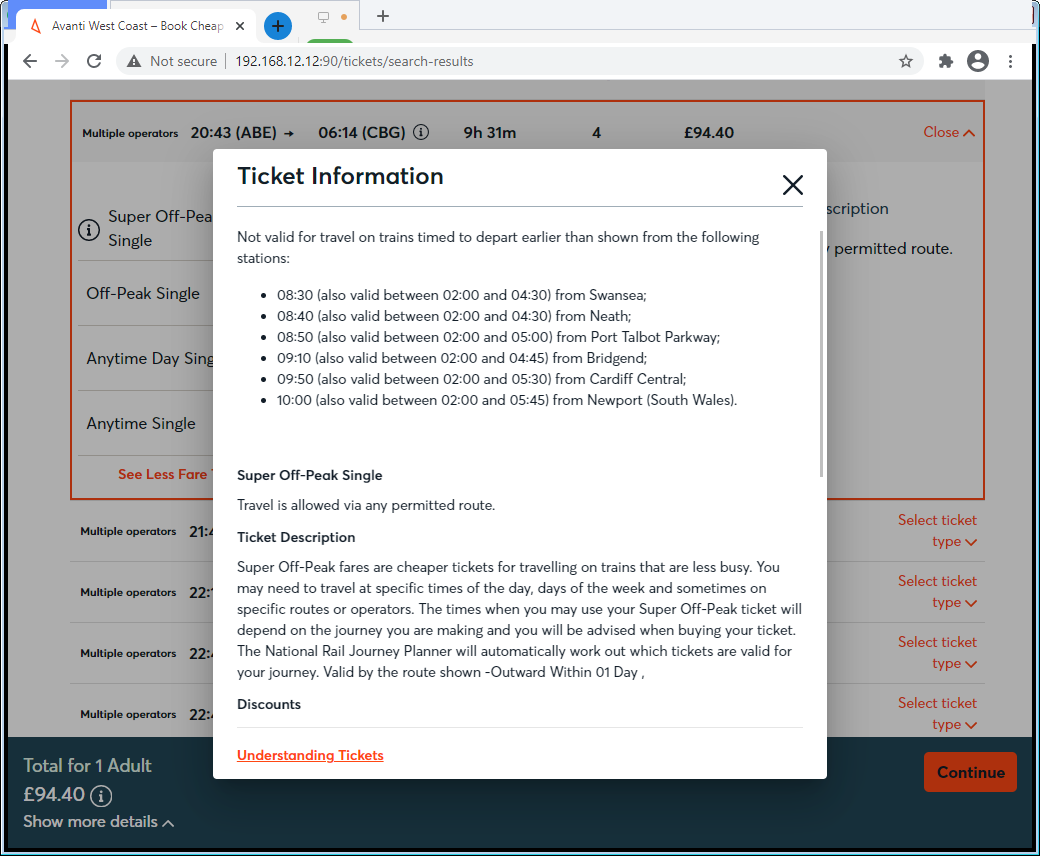 Avanti West Coast – Book Cheap
Not secure
192.168.12.12:90/tickets/search-results
Multiple operators 20:43 (ABE) → 06:14 (CBG) 9h 31m 4 £94.40 Close
Ticket Information
Super Off-Pea
Single
Off-Peak Single
Anytime Day Sing
Anytime Single
See Less Fare
scription
permitted route.
Not valid for travel on trains timed to depart earlier than shown from the following
stations:
• 08:30 (also valid between 02:00 and 04:30) from Swansea;
• 08:40 (also valid between 02:00 and 04:30) from Neath;
• 08:50 (also valid between 02:00 and 05:00) from Port Talbot Parkway;
• 09:10 (also valid between 02:00 and 04:45) from Bridgend;
• 09:50 (also valid between 02:00 and 05:30) from Cardiff Central;
• 10:00 (also valid between 02:00 and 05:45) from Newport (South Wales).
Super Off-Peak Single
Travel is allowed via any permitted route.
Ticket Description
Super Off-Peak fares are cheaper tickets for travelling on trains that are less busy. You
may need to travel at specific times of the day, days of the week and sometimes on
specific routes or operators. The times when you may use your Super Off-Peak ticket will
depend on the journey you are making and you will be advised when buying your ticket.
The National Rail Journey Planner will automatically work out which tickets are valid for
your journey. Valid by the route shown -Outward Within 01 Day ,
Discounts
Understanding Tickets
Multiple operators 21:4
Select ticket
type
Multiple operators 22:
Select ticket
type
Multiple operators 22:4
Select ticket
type
Multiple operators 22:4
Select ticket
type
Total for 1 Adult
£94.40
Show more details
Continue